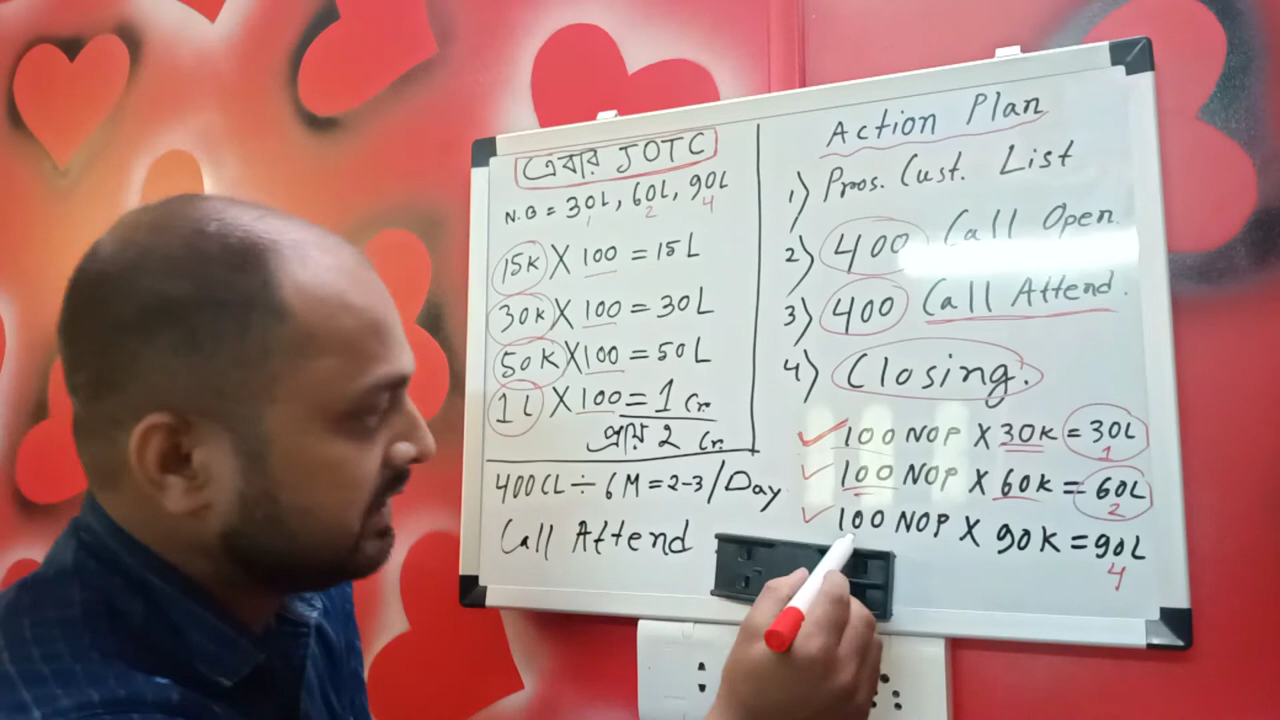 এবার JOTC
N.B = 30L, 60L, 90L
1 2 4
15K X 100 = 15L
30K X 100 = 30L
50K X 100 = 50L
1L X 100 = 1 Cr.
প্রায় 2 Cr.
400CL ÷ 6M = 2-3/Day
Call Attend
Action Plan
1) Pros. Cust. List
2) 400 Call Open.
3) 400 Call Attend.
4) Closing.
100 NOP X 30K = 30L
1
100 NOP X 60K = 60L
2
100 NOP X 90K = 90L
4